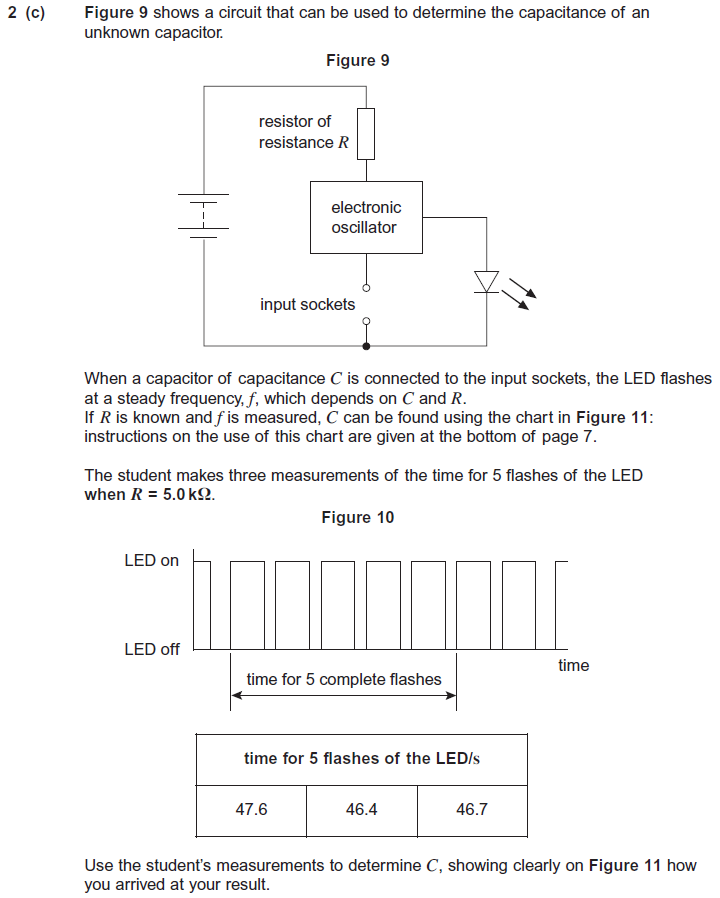 2 (c) Figure 9 shows a circuit that can be used to determine the capacitance of an
unknown capacitor.
Figure 9
resistor of
resistance R
electronic
oscillator
input sockets
When a capacitor of capacitance C is connected to the input sockets, the LED flashes
at a steady frequency, f, which depends on C and R.
If R is known and f is measured, C can be found using the chart in Figure 11:
instructions on the use of this chart are given at the bottom of page 7.
The student makes three measurements of the time for 5 flashes of the LED
when R = 5.0 kΩ.
Figure 10
LED on
LED off
time
time for 5 complete flashes
time for 5 flashes of the LED/s
47.6 46.4 46.7
Use the student's measurements to determine C, showing clearly on Figure 11 how
you arrived at your result.